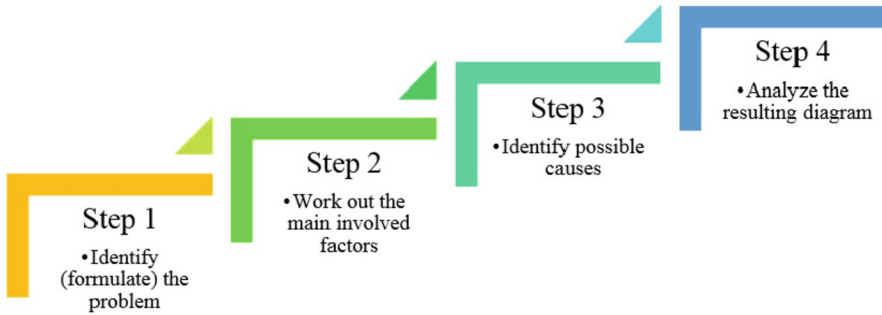 Step 1
•Identify
(formulate) the
problem
Step 2
•Work out the
main involved
factors
Step 3
•Identify possible
causes
Step 4
•Analyze the
resulting diagram